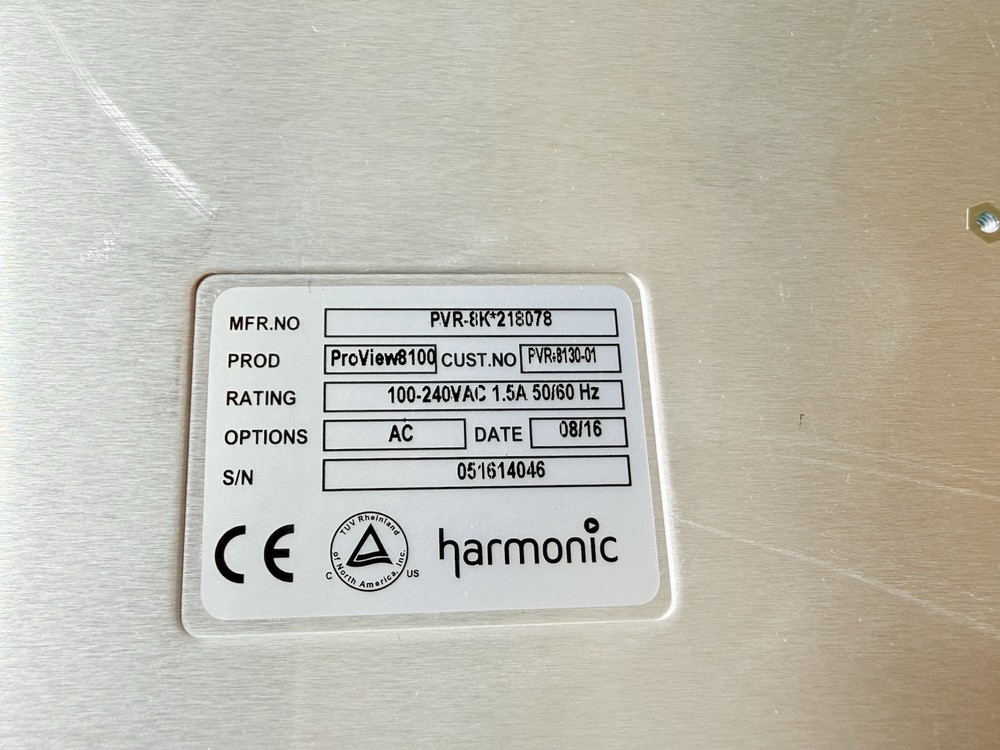 MFR.NO PVR-8K*218078
PROD ProView8100 CUST.NO PVR-8130-01
RATING 100-240VAC 1.5A 50/60 Hz
OPTIONS AC DATE 08/16
S/N 051614046
CE
TÜV Rheinland
of North America, Inc.
C US
harmonic